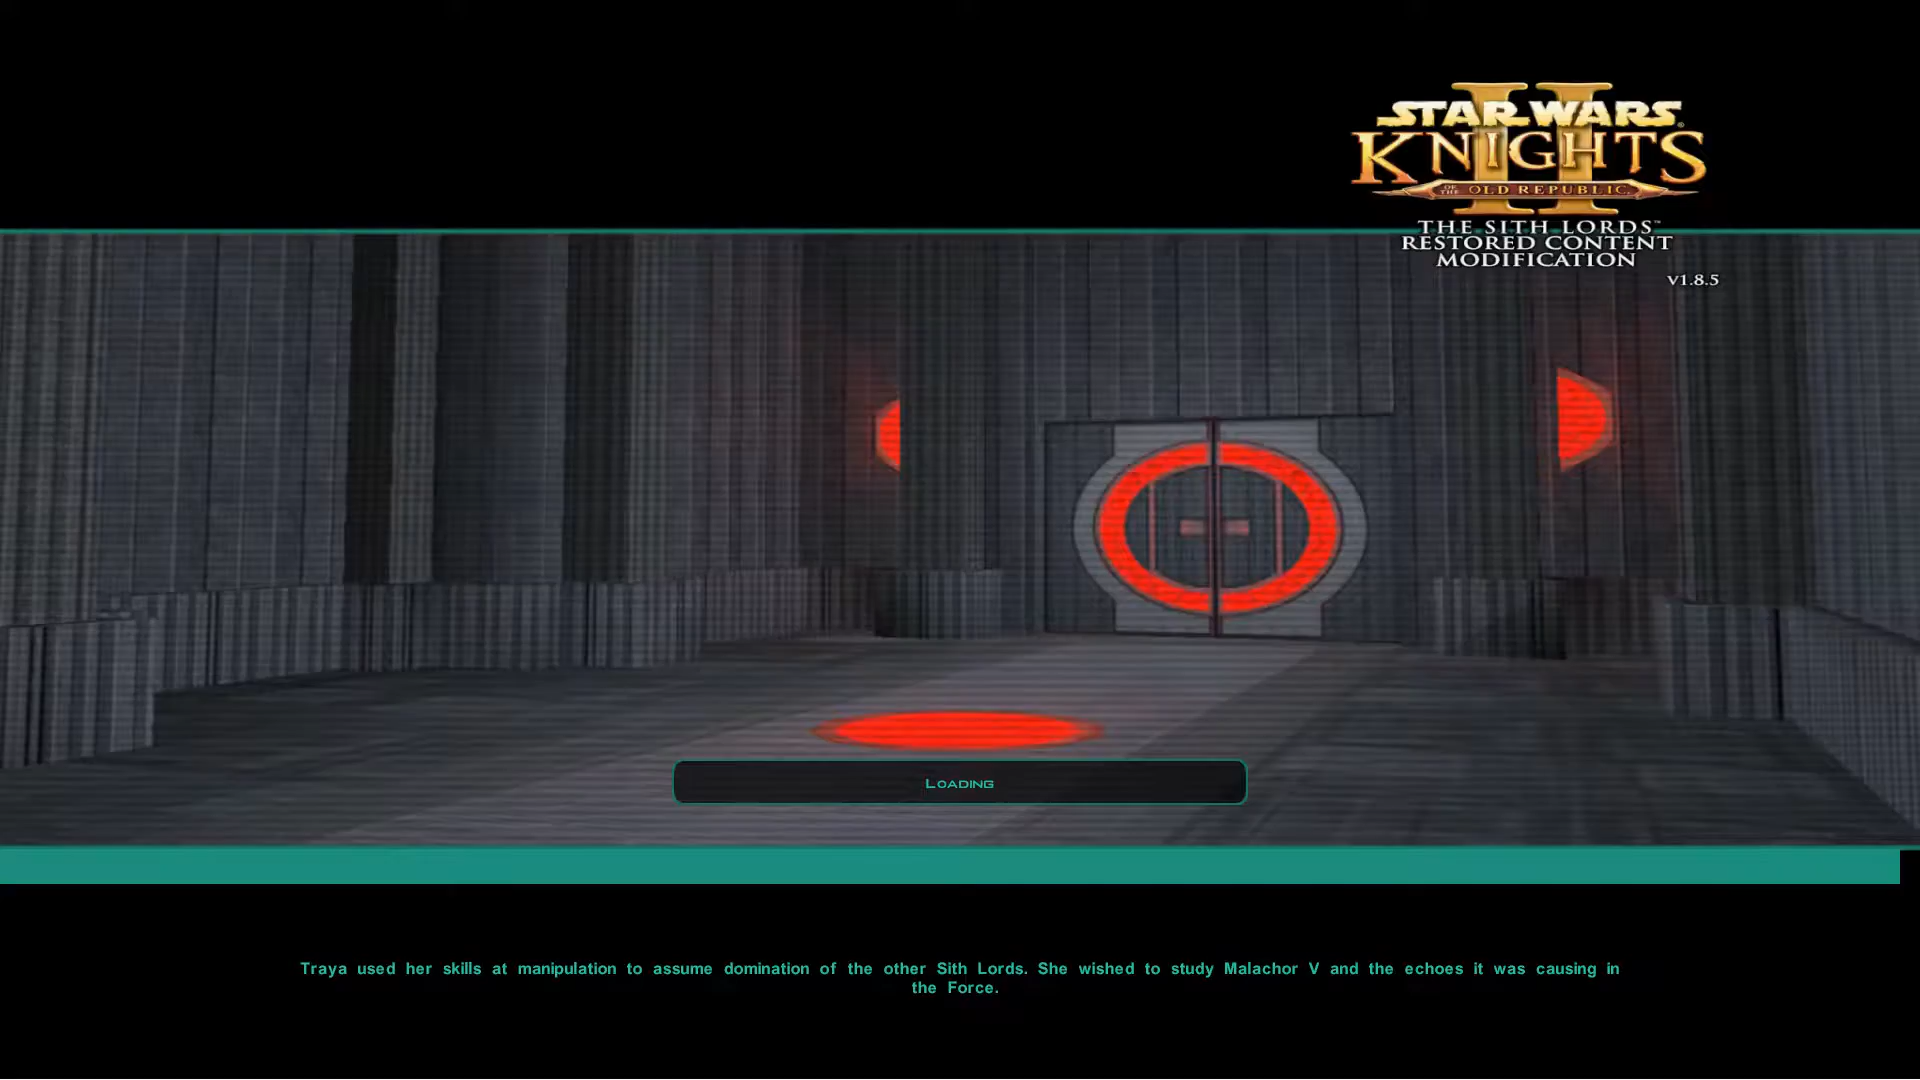 STAR WARS
II
KNIGHTS
OF THE OLD REPUBLIC
THE SITH LORDS™
RESTORED CONTENT
MODIFICATION
v1.8.5
LOADING
Traya used her skills at manipulation to assume domination of the other Sith Lords. She wished to study Malachor V and the echoes it was causing in
the Force.